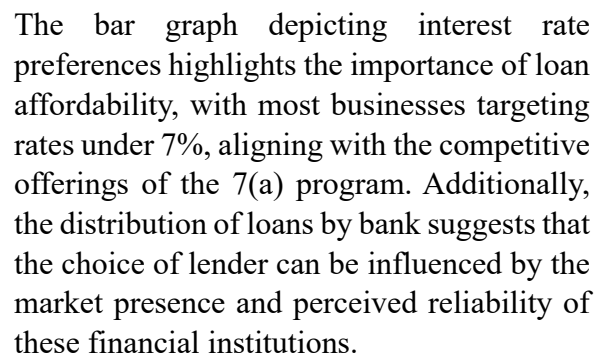 The bar graph depicting interest rate
preferences highlights the importance of loan
affordability, with most businesses targeting
rates under 7%, aligning with the competitive
offerings of the 7(a) program. Additionally,
the distribution of loans by bank suggests that
the choice of lender can be influenced by the
market presence and perceived reliability of
these financial institutions.